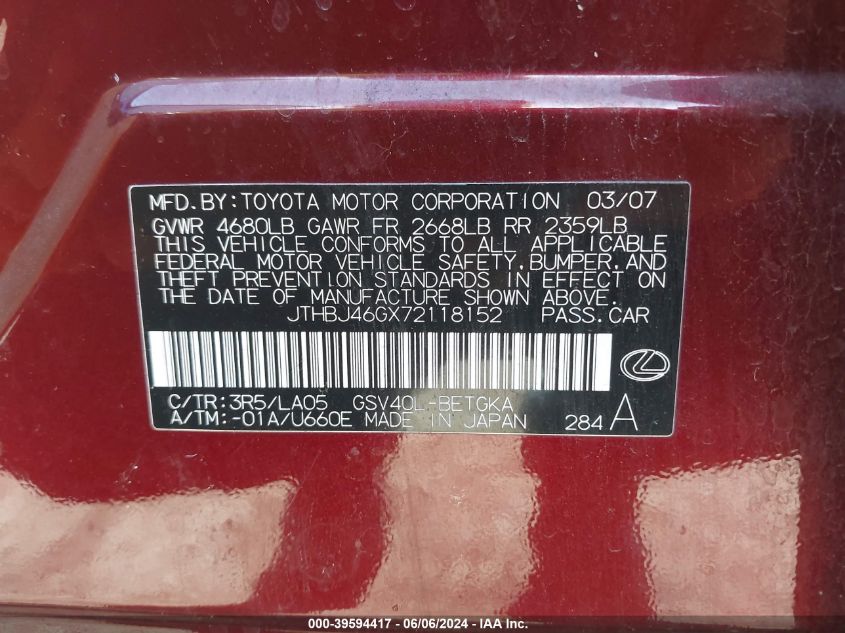 MFD.BY:TOYOTA MOTOR CORPORATION 03/07
GVWR 4680LB GAWR FR 2668LB RR 2359LB
THIS VEHICLE CONFORMS TO ALL APPLICABLE
FEDERAL MOTOR VEHICLE SAFETY,BUMPER,AND
THEFT PREVENTION STANDARDS IN EFFECT ON
THE DATE OF MANUFACTURE SHOWN ABOVE.
JTHBJ46GX72118152 PASS.CAR
C/TR:3R5/LA05 GSV40L-BETGKA
A/TM:-01A/U660E MADE IN JAPAN 284A
000-39594417 - 06/06/2024 - IAA Inc.